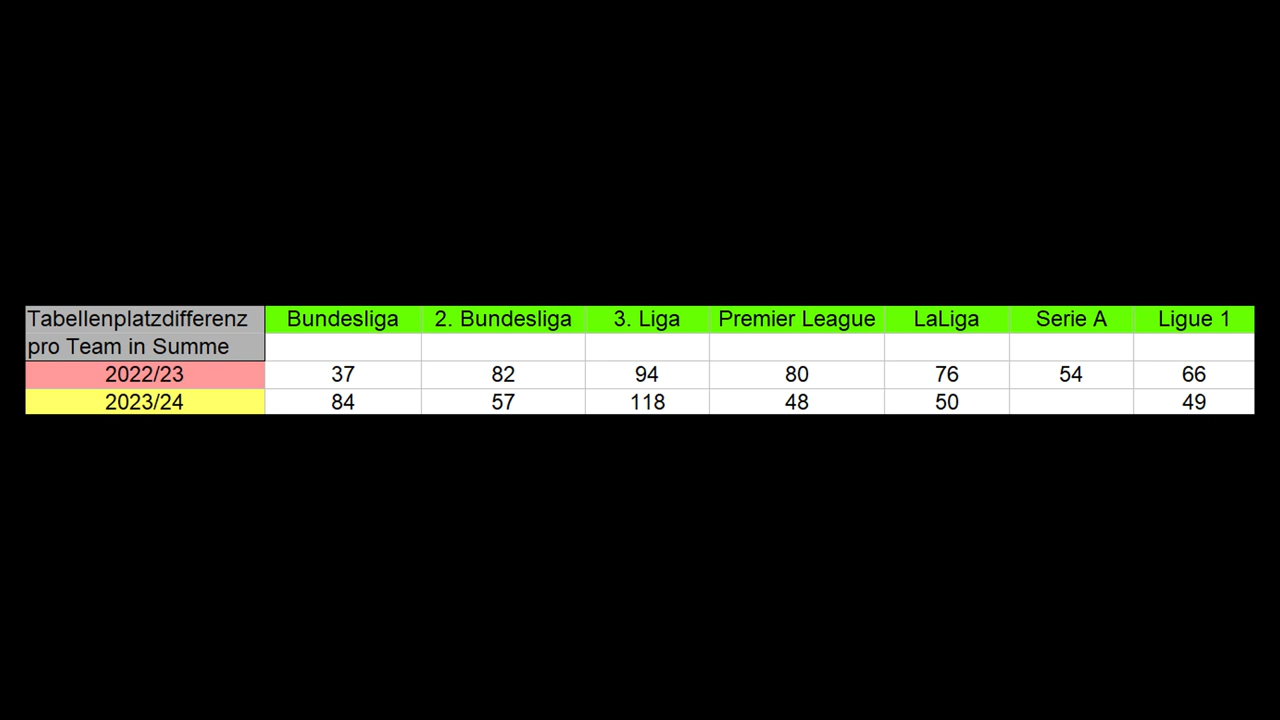 Tabellenplatzdifferenz Bundesliga 2. Bundesliga 3. Liga Premier League LaLiga Serie A Ligue 1
pro Team in Summe
2022/23 37 82 94 80 76 54 66
2023/24 84 57 118 48 50 49